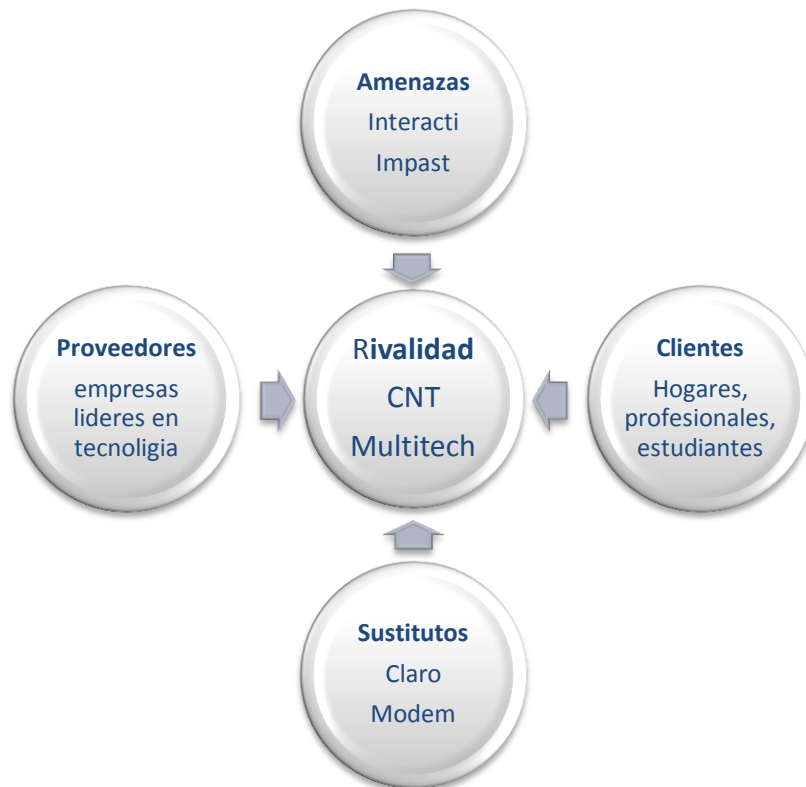 Amenazas
Interacti
Impast
Proveedores
empresas
lideres en
tecnoligia
Rivalidad
CNT
Multitech
Clientes
Hogares,
profesionales,
estudiantes
Sustitutos
Claro
Modem